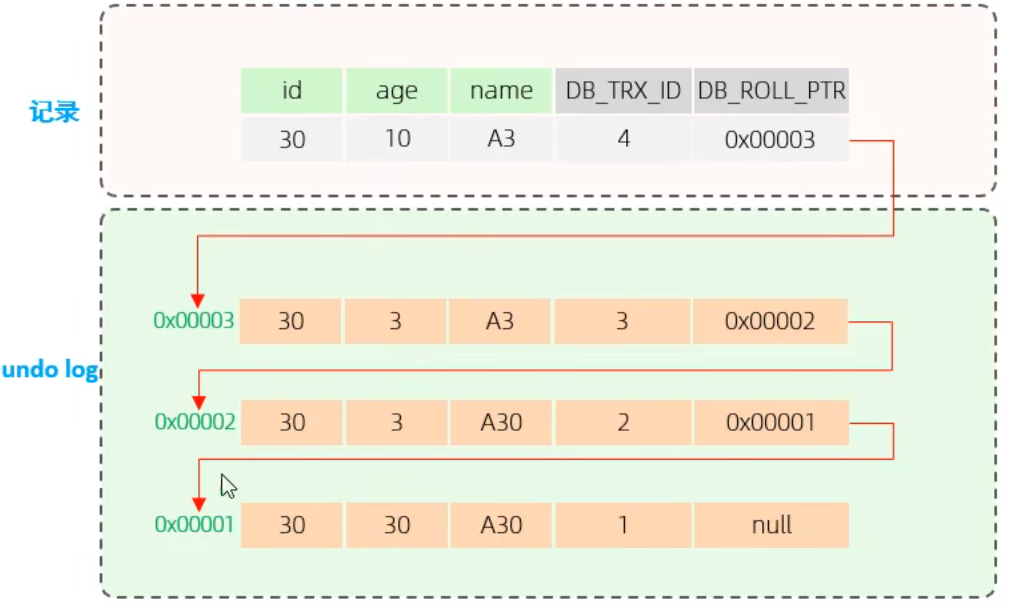 记录
id age name DB_TRX_ID DB_ROLL_PTR
30 10 A3 4 0x00003
undo log
0x00003 30 3 A3 3 0x00002
0x00002 30 3 A30 2 0x00001
0x00001 30 30 A30 1 null